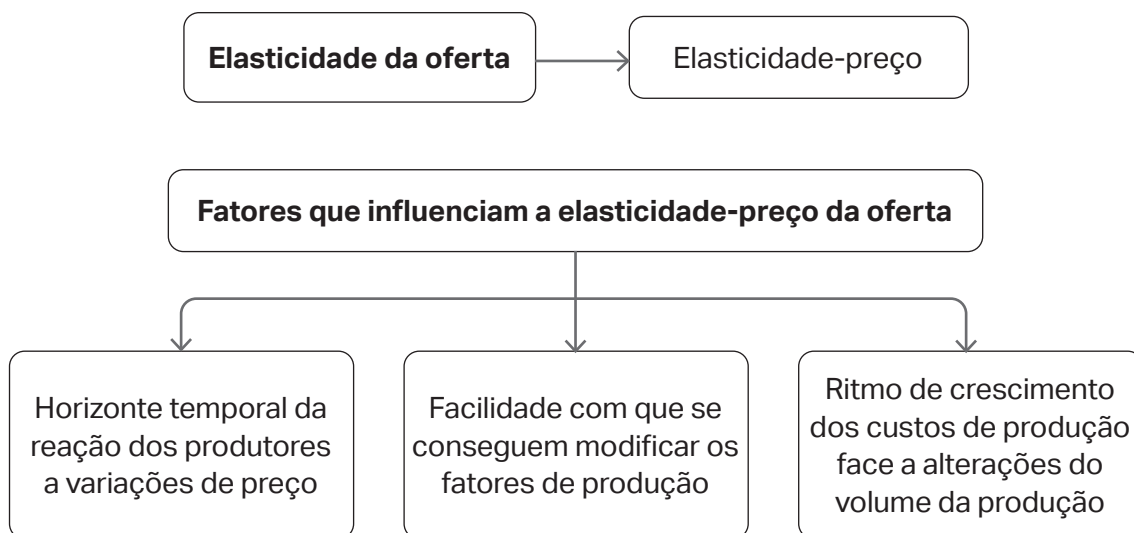 Elasticidade da oferta
Elasticidade-preço
Fatores que influenciam a elasticidade-preço da oferta
Horizonte temporal da
reação dos produtores
a variações de preço
Facilidade com que se
conseguem modificar os
fatores de produção
Ritmo de crescimento
dos custos de produção
face a alterações do
volume da produção